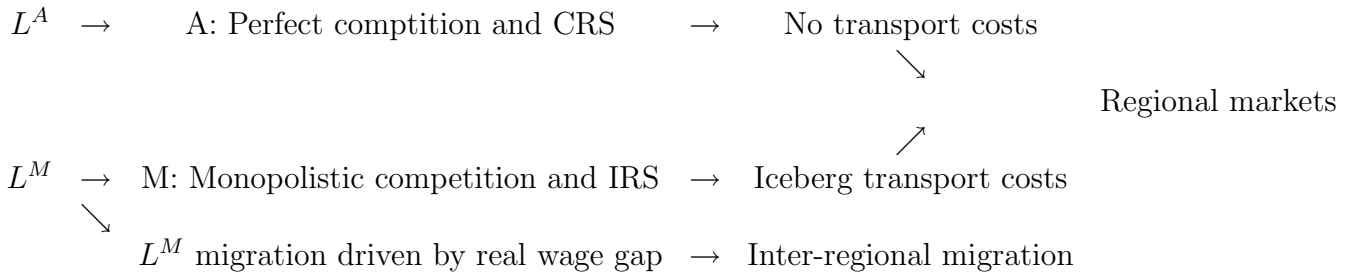 L^A → A: Perfect comptition and CRS → No transport costs
↘
Regional markets
↗
L^M → M: Monopolistic competition and IRS → Iceberg transport costs
↘
L^M migration driven by real wage gap → Inter-regional migration